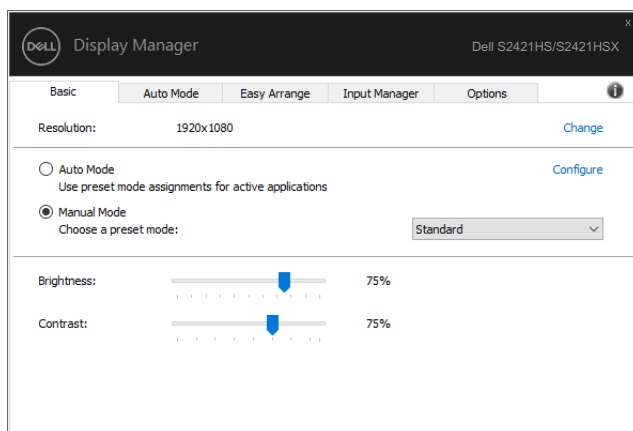 x
DELL Display Manager Dell S2421HS/S2421HSX
Basic Auto Mode Easy Arrange Input Manager Options i
Resolution: 1920x1080 Change
Auto Mode Configure
Use preset mode assignments for active applications
Manual Mode
Choose a preset mode: Standard
Brightness: 75%
Contrast: 75%